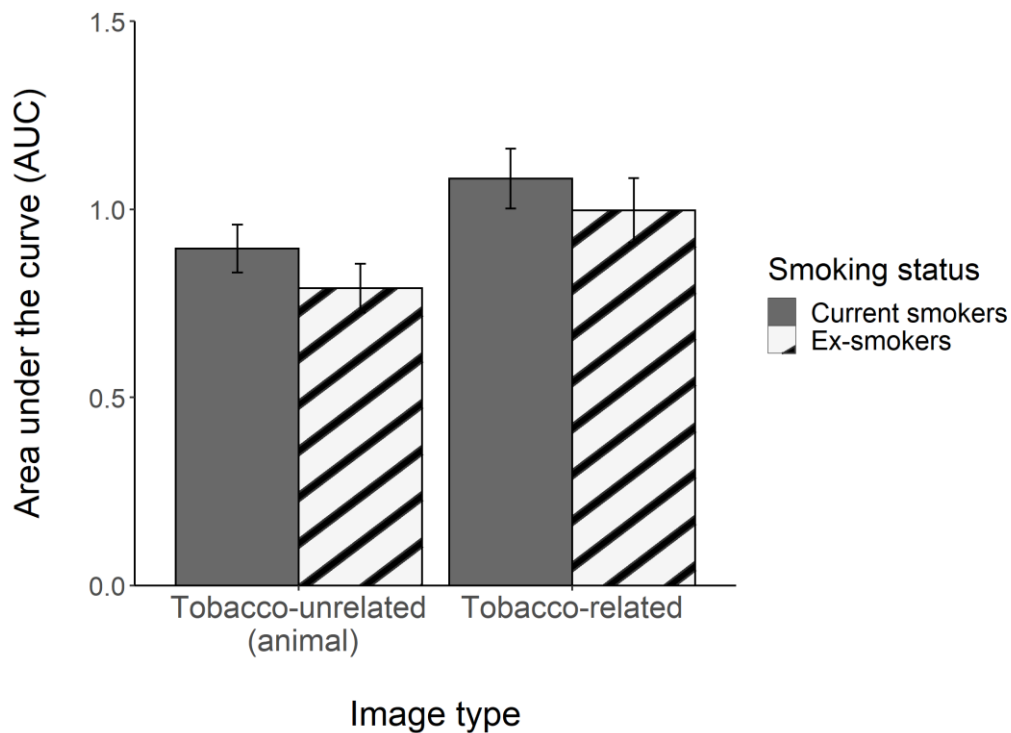 1.5
1.0
0.5
0.0
Area under the curve (AUC)
Tobacco-unrelated
(animal)
Tobacco-related
Image type
Smoking status
Current smokers
Ex-smokers